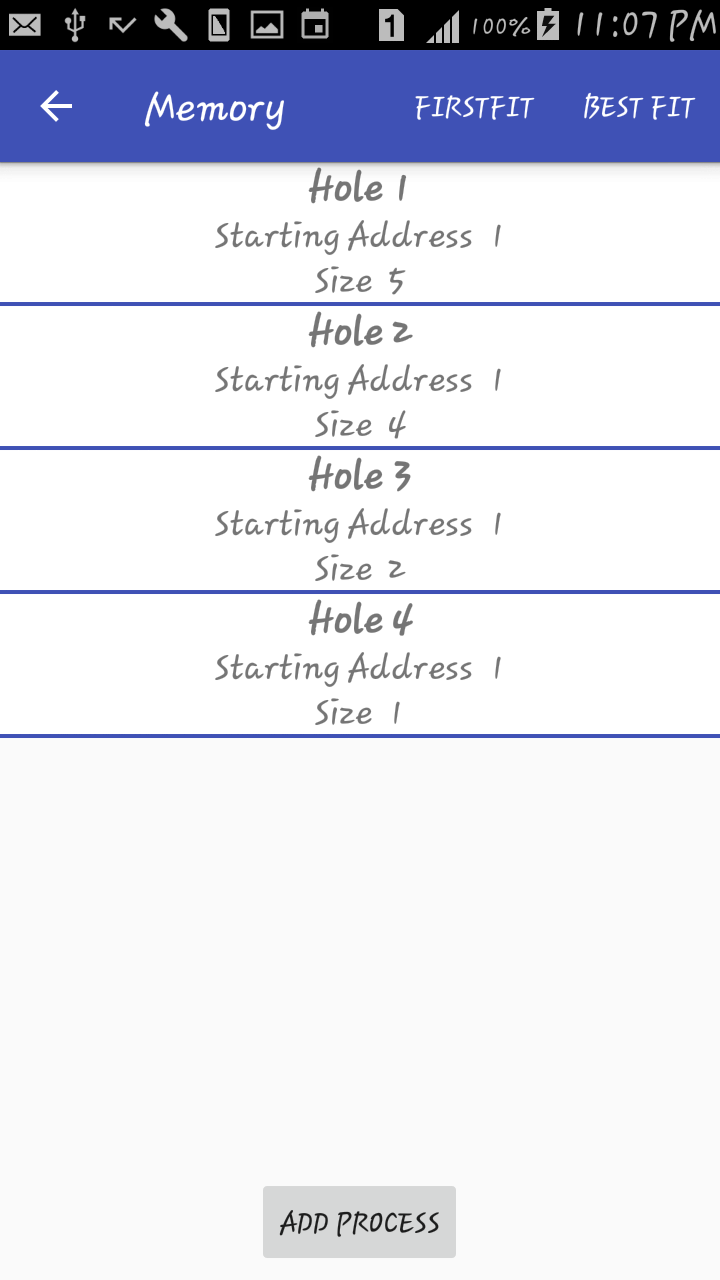 1 100% 11:07 PM
Memory FIRSTFIT BEST FIT
Hole 1
Starting Address 1
Size 5
Hole 2
Starting Address 1
Size 4
Hole 3
Starting Address 1
Size 2
Hole 4
Starting Address 1
Size 1
ADD PROCESS